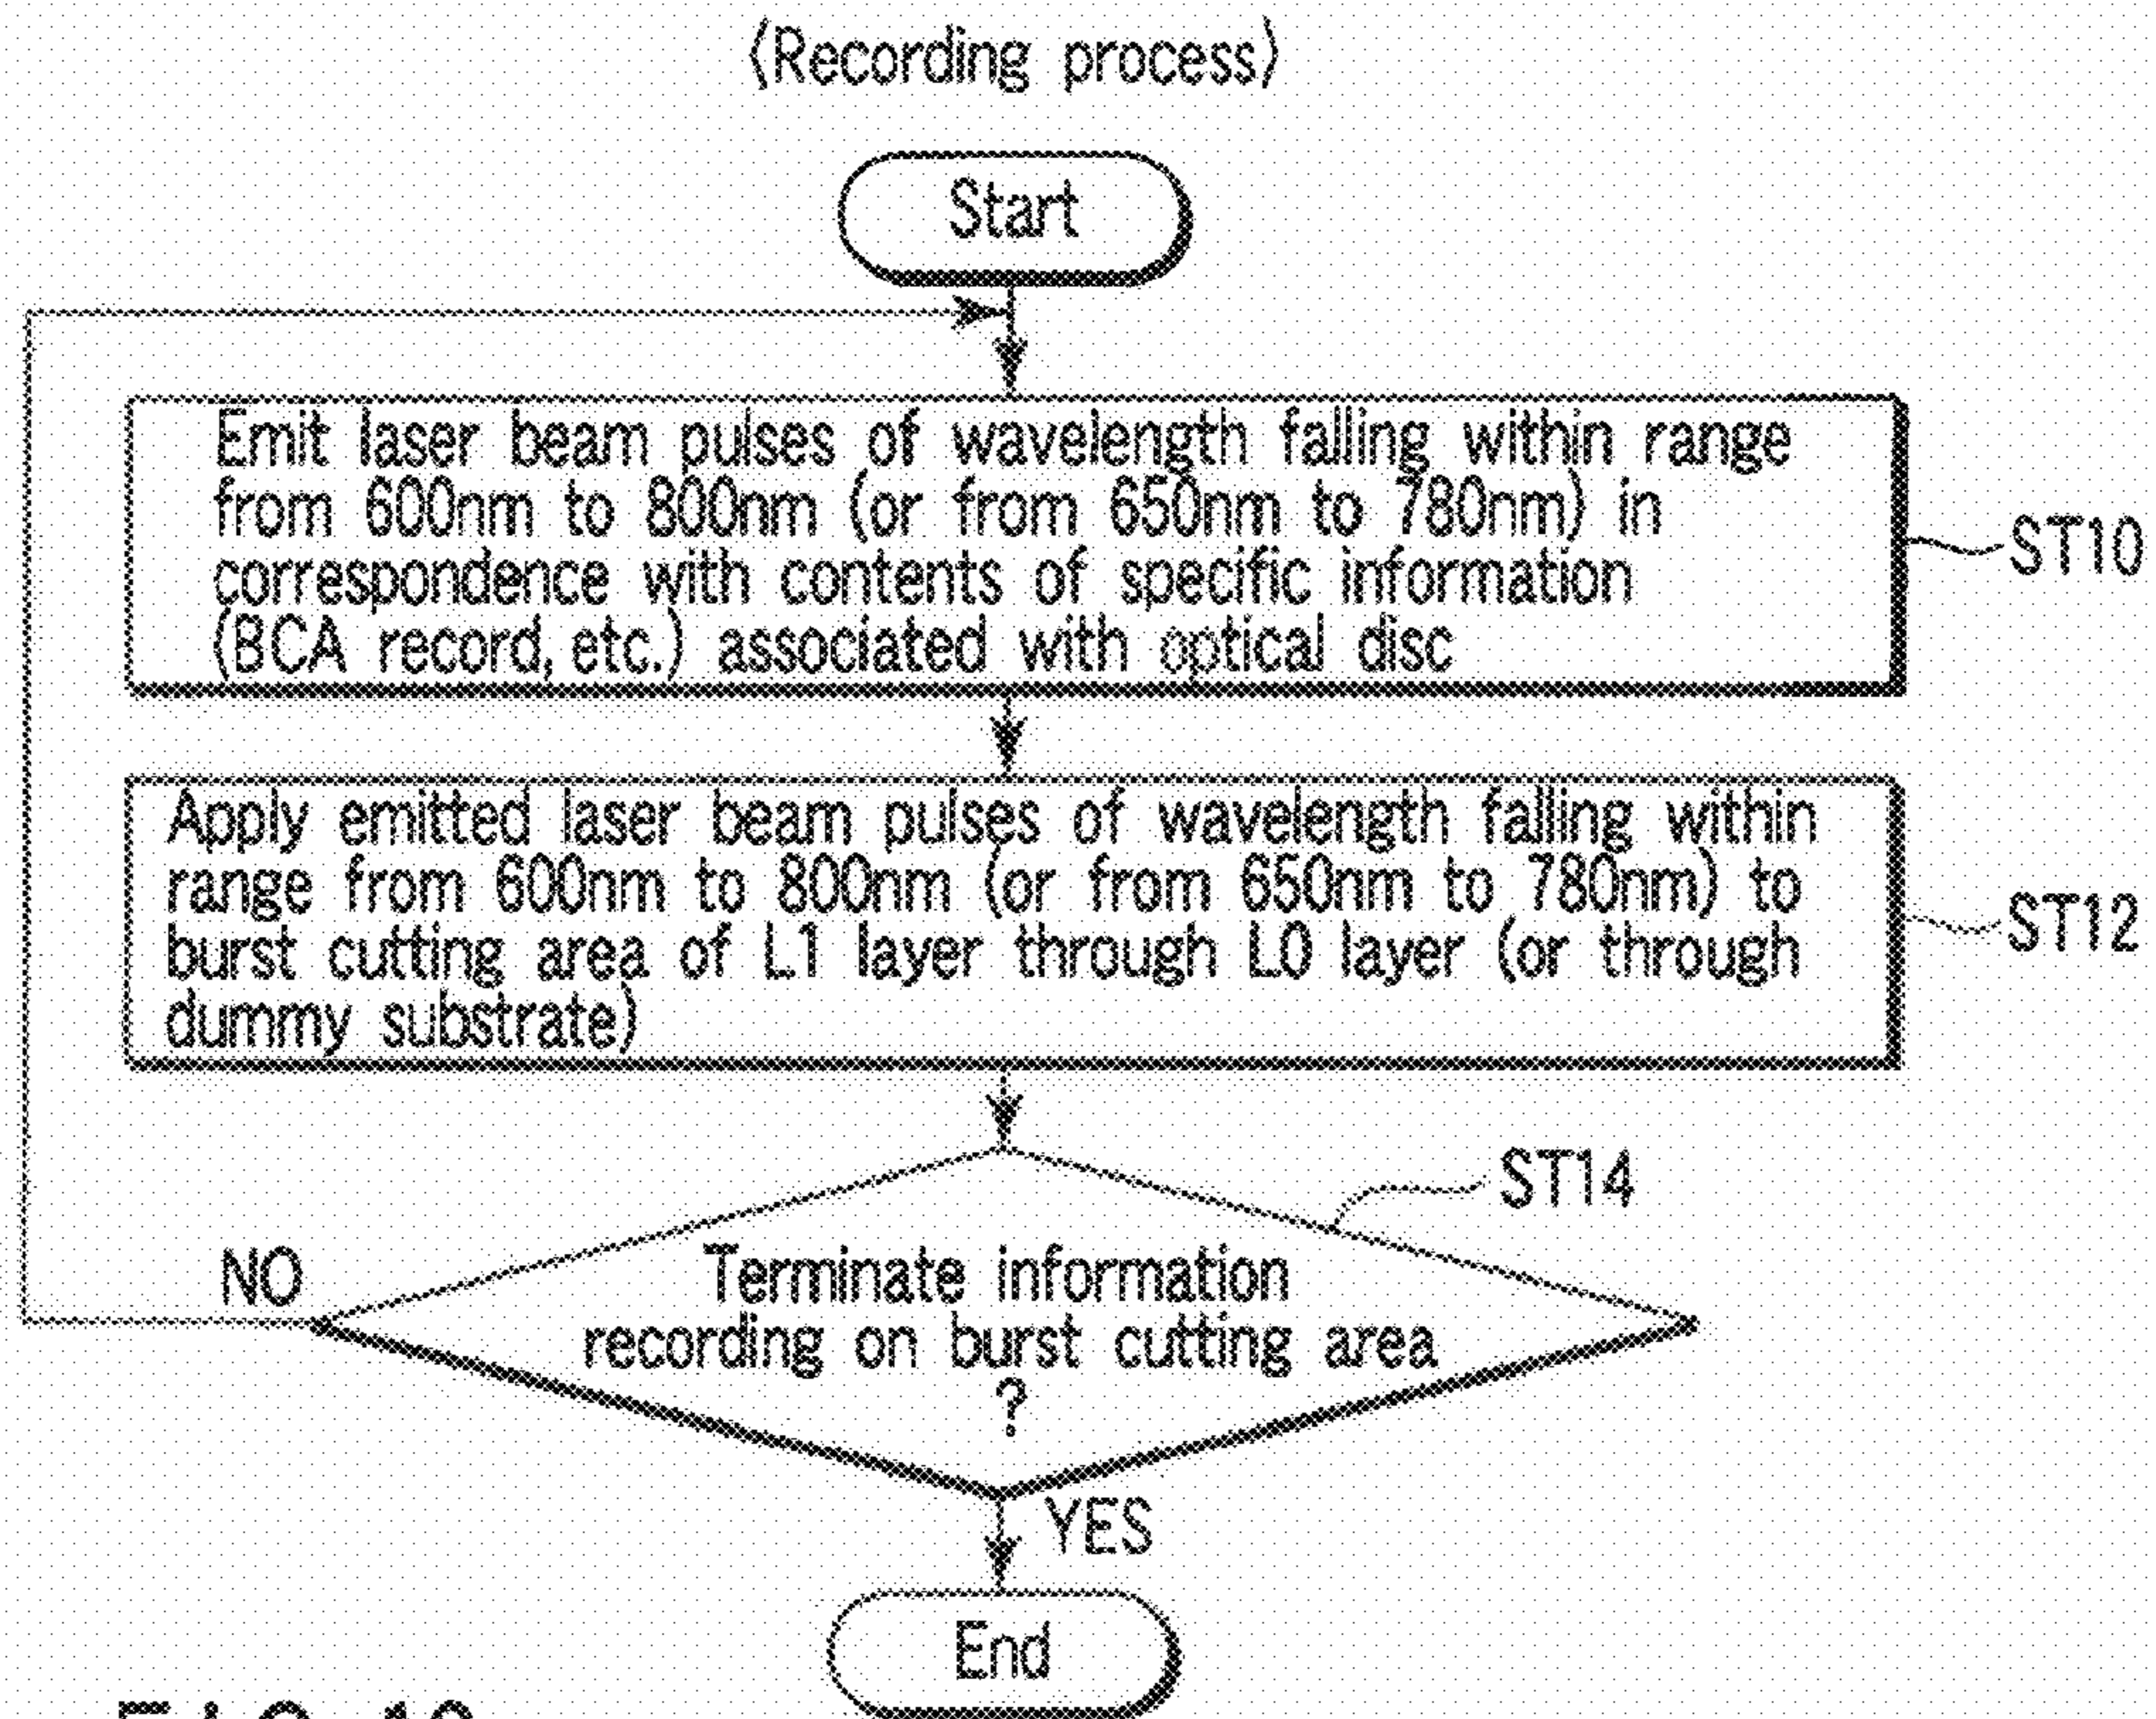 (Recording process)
Start
Emit laser beam pulses of wavelength falling within range
from 600nm to 800nm (or from 650nm to 780nm) in
correspondence with contents of specific information
(BCA record, etc.) associated with optical disc
ST10
Apply emitted laser beam pulses of wavelength falling within
range from 600nm to 800nm (or from 650nm to 780nm) to
burst cutting area of L1 layer through L0 layer (or through
dummy substrate)
ST12
ST14
NO
Terminate information
recording on burst cutting area
?
YES
End